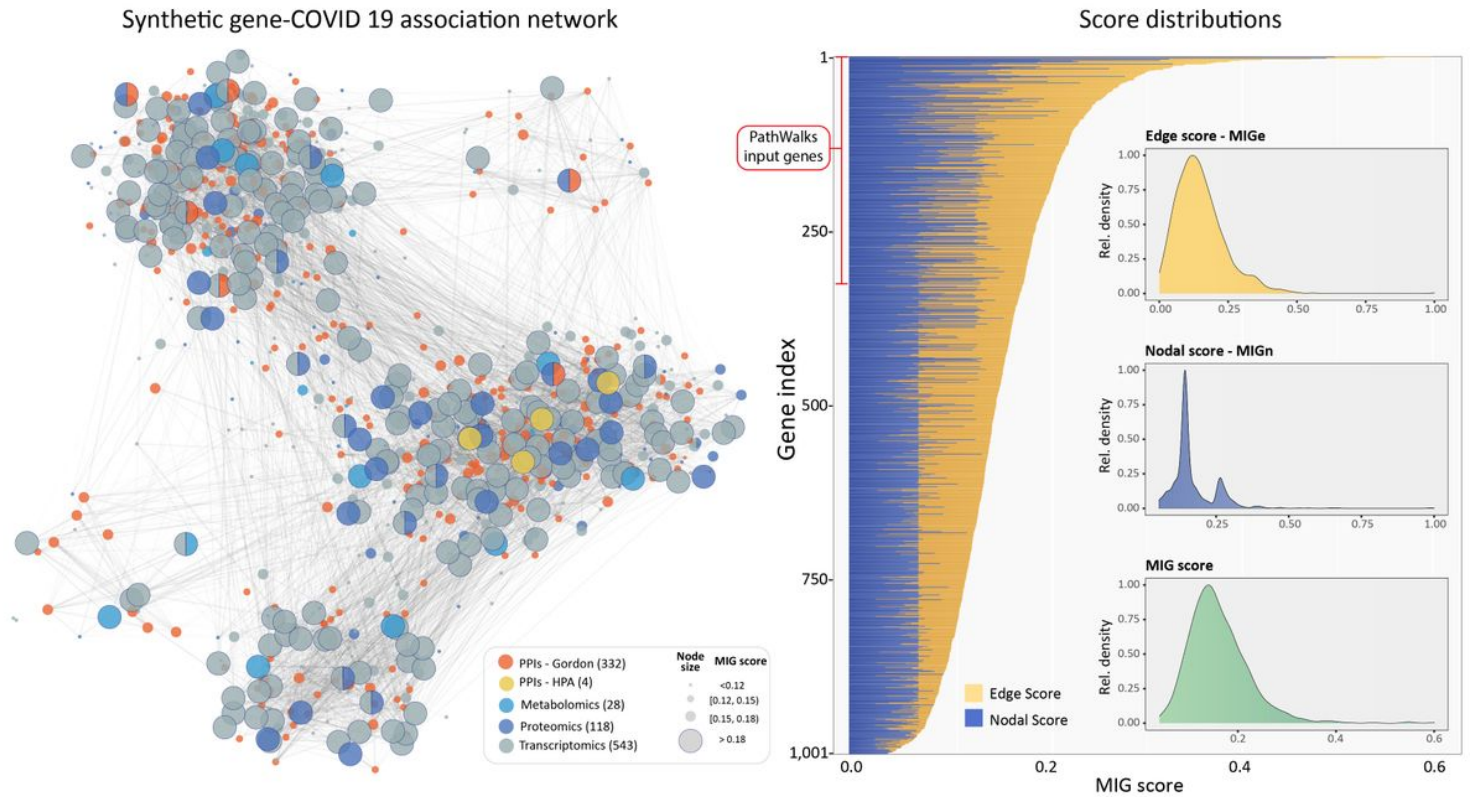 Synthetic gene-COVID 19 association network
PPIs - Gordon (332)
PPIs - HPA (4)
Metabolomics (28)
Proteomics (118)
Transcriptomics (543)
Node
size
MIG score
<0.12
[0.12, 0.15)
[0.15, 0.18)
> 0.18
Score distributions
Gene index
1
250
500
750
1,001
PathWalks
input genes
Edge score - MIGe
Rel. density
1.00
0.75
0.50
0.25
0.00
0.00 0.25 0.50 0.75 1.00
Nodal score - MIGn
Rel. density
1.00
0.75
0.50
0.25
0.00
0.25 0.50 0.75 1.00
MIG score
Rel. density
1.00
0.75
0.50
0.25
0.00
0.2 0.4 0.6
Edge Score
Nodal Score
0.0 0.2 0.4 0.6
MIG score